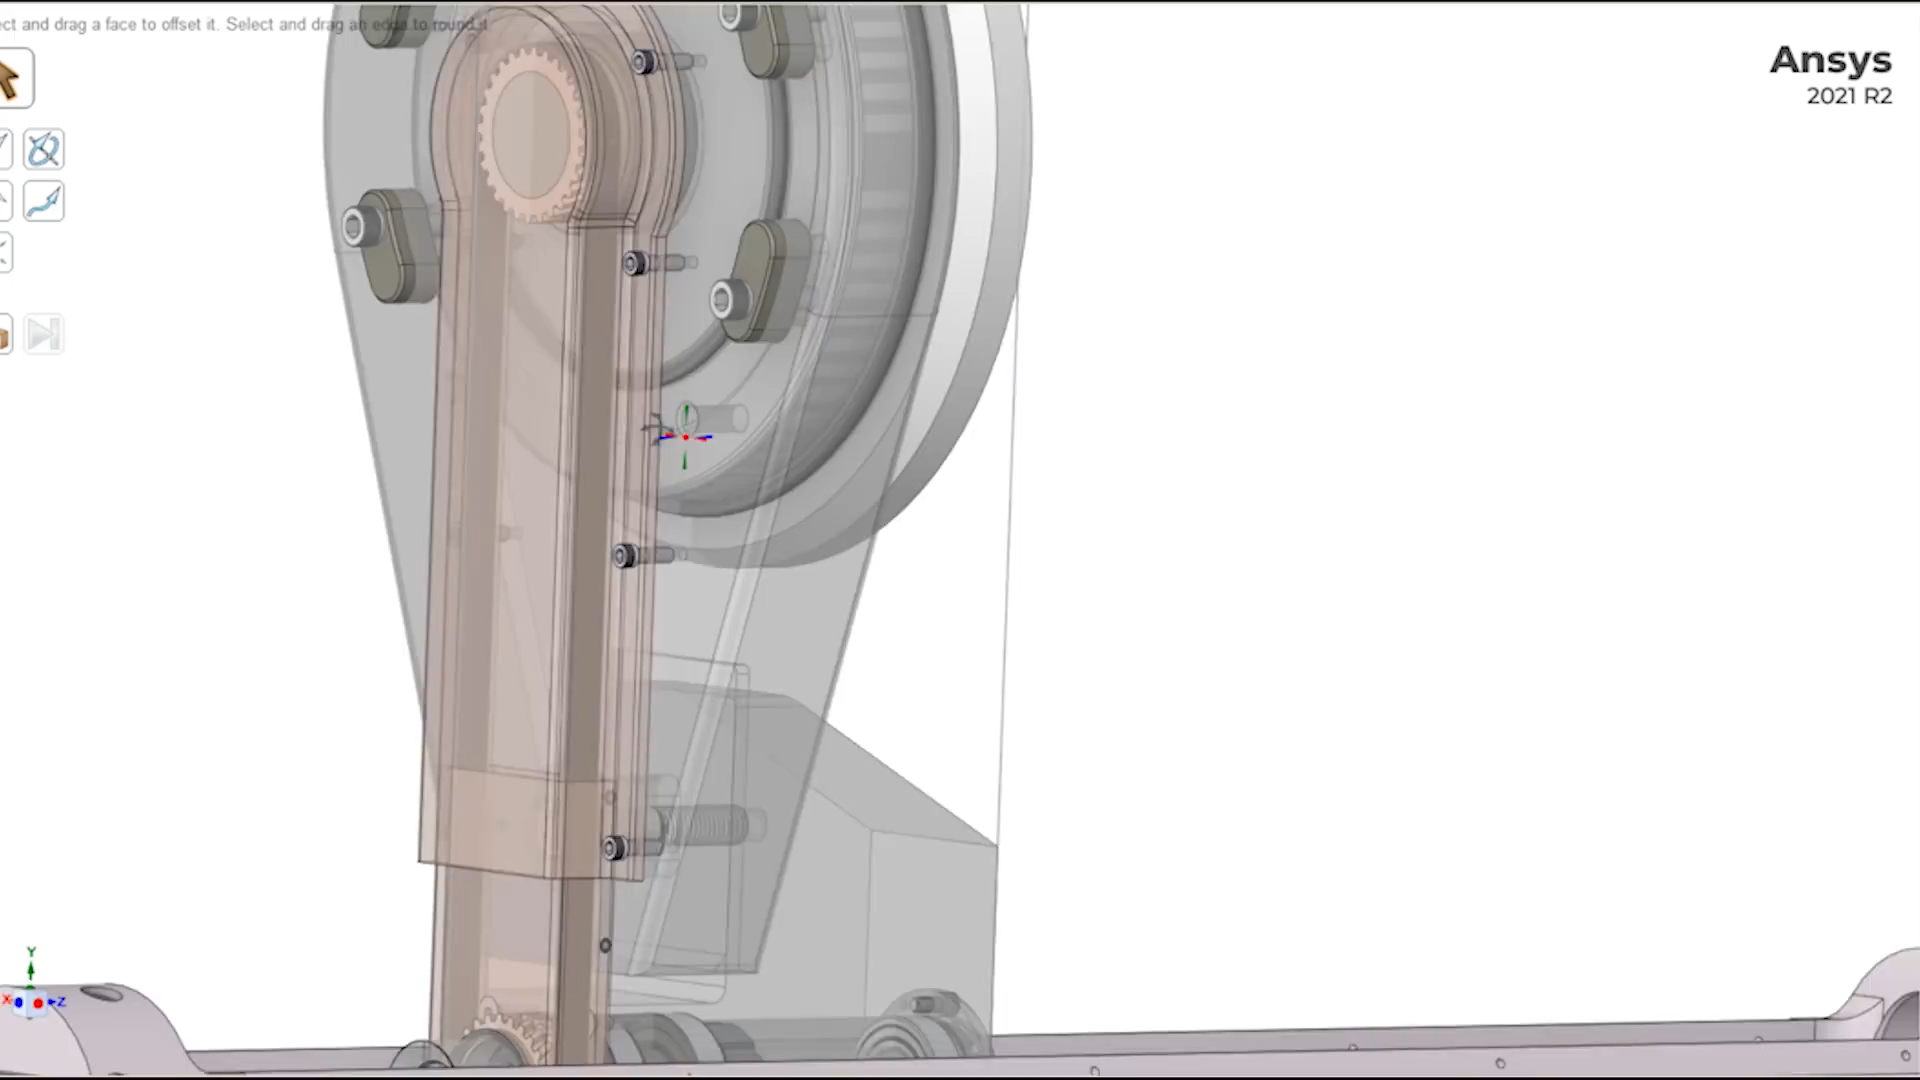 ct and drag a face to offset it. Select and drag an edge to round it
Ansys
2021 R2
Y
X
Z